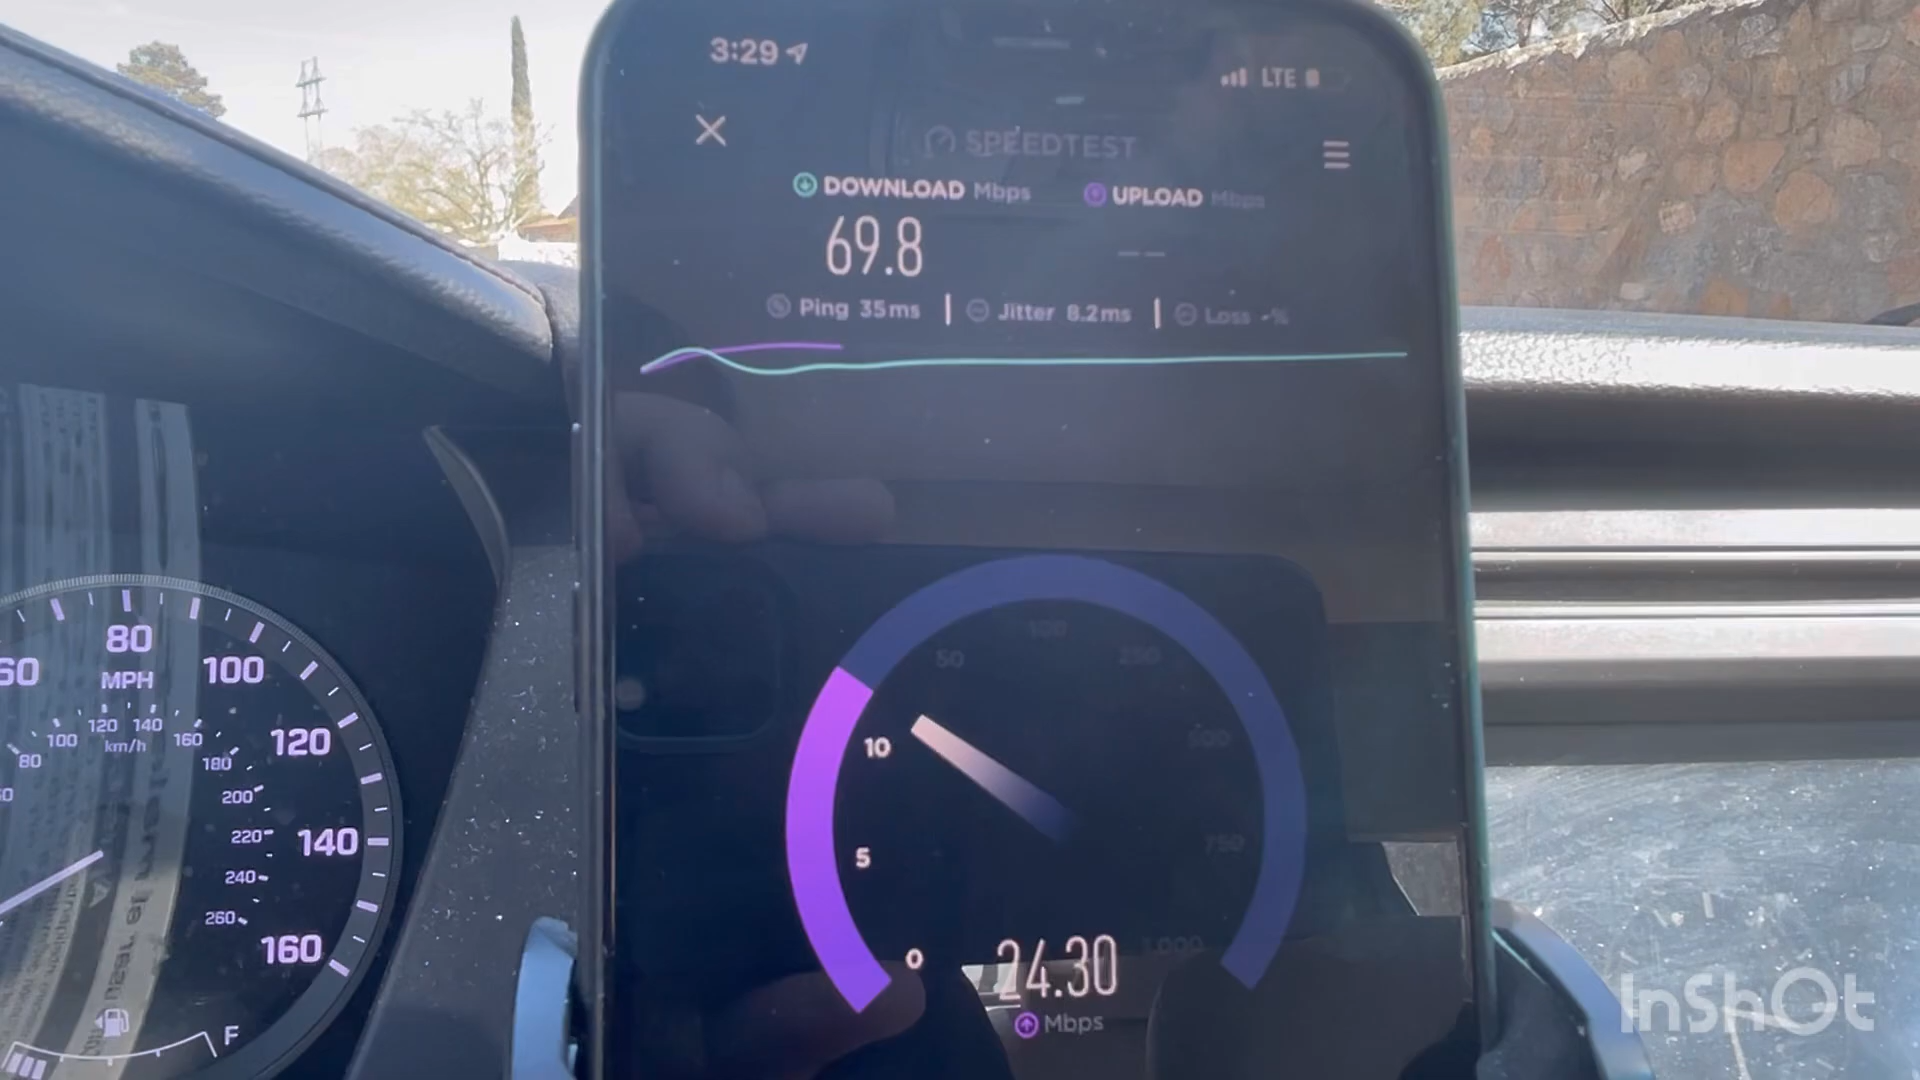 3:29
LTE
SPEEDTEST
DOWNLOAD Mbps
UPLOAD Mbps
69.8
Ping 35ms
Jitter 8.2ms
Loss -%
50
100
250
10
500
5
750
0
24.30
1,000
Mbps
60
80
100
MPH
120
140
160
100
120
140
160
km/h
80
180
200
220
240
260
F
InShOt